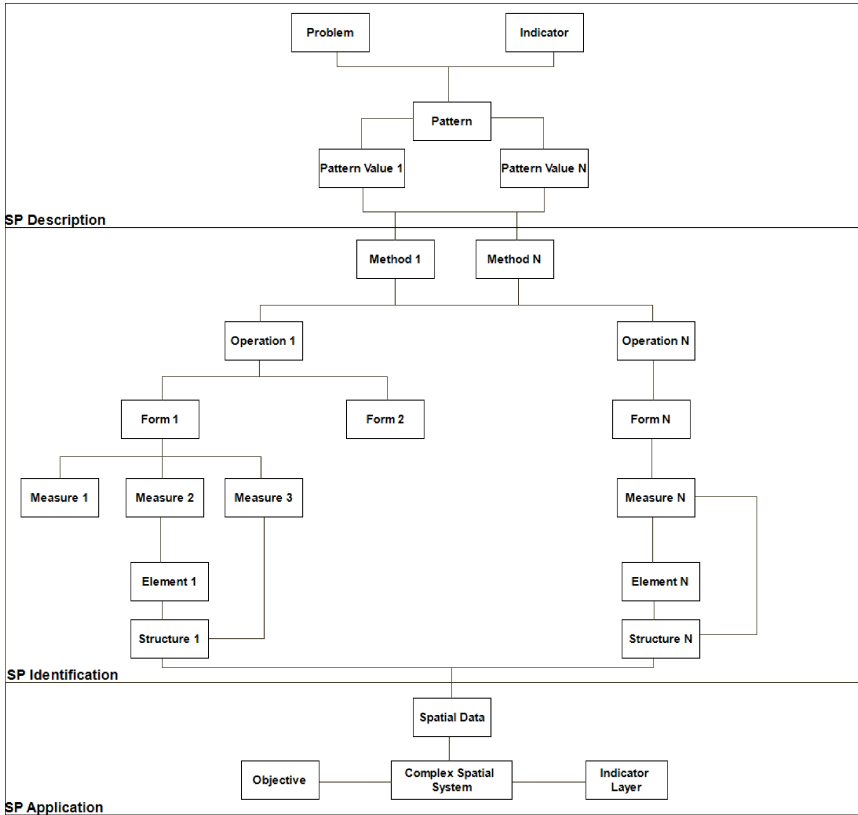 Problem
Indicator
Pattern
Pattern Value 1
Pattern Value N
SP Description
Method 1
Method N
Operation 1
Operation N
Form 1
Form 2
Form N
Measure 1
Measure 2
Measure 3
Measure N
Element 1
Element N
Structure 1
Structure N
SP Identification
Spatial Data
Objective
Complex Spatial
System
Indicator
Layer
SP Application